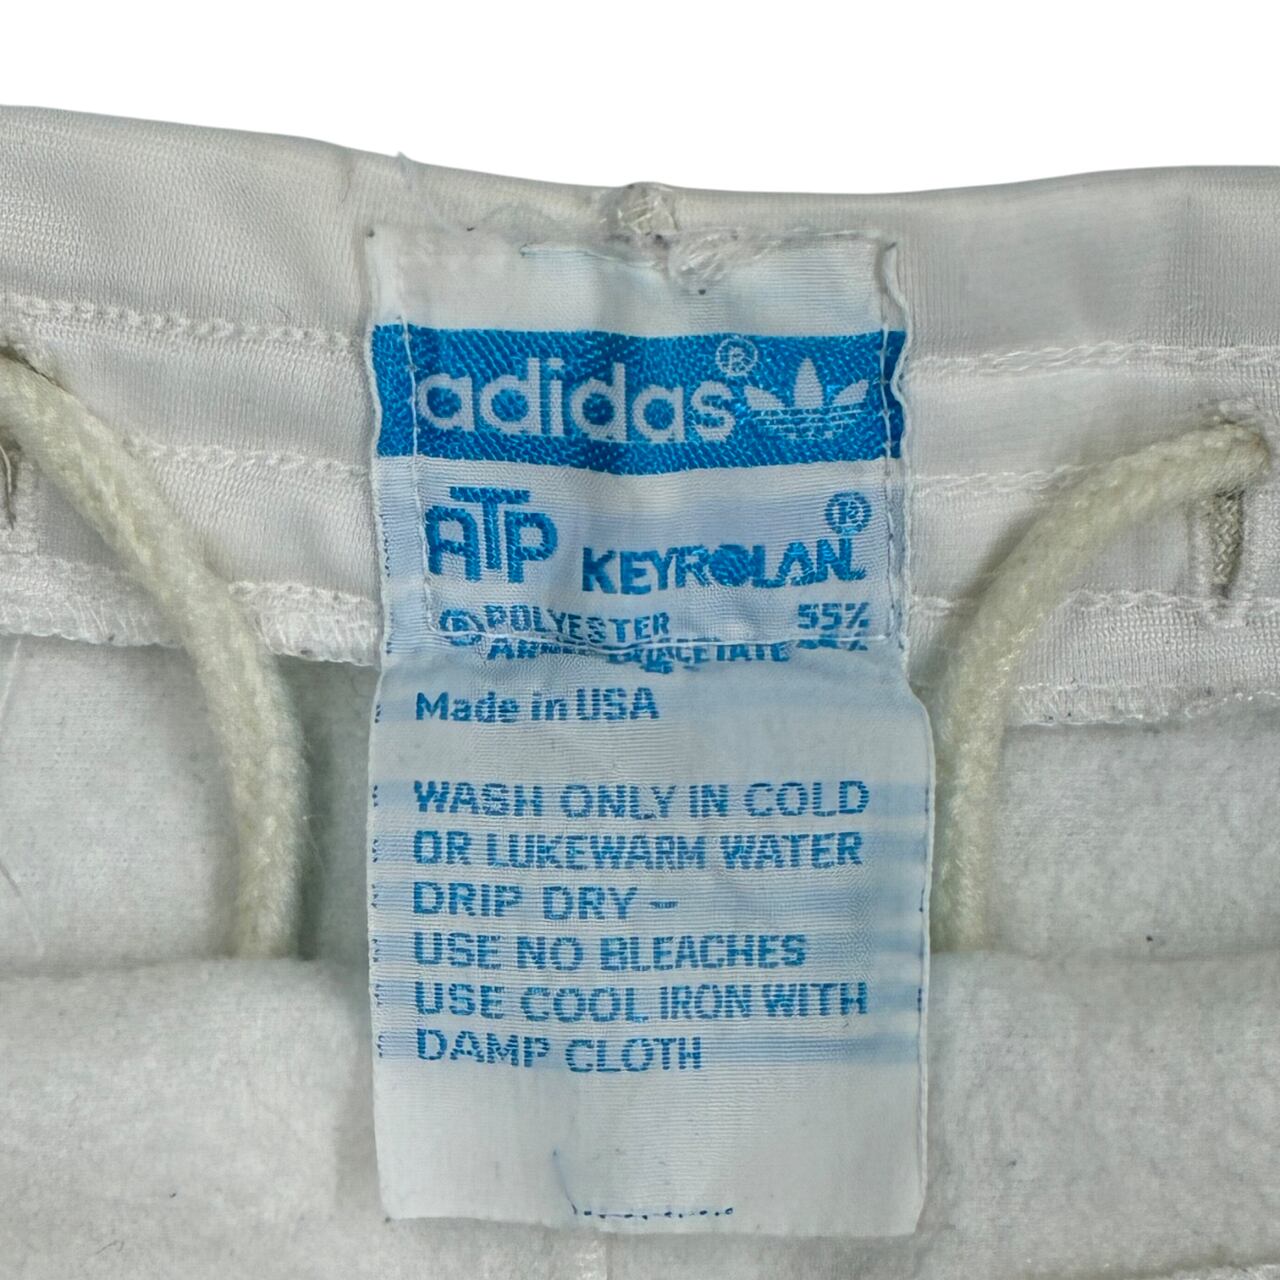 adidas®
ATP KEYROLAN®
POLYESTER 55%
Made in USA
WASH ONLY IN COLD
OR LUKEWARM WATER
DRIP DRY –
USE NO BLEACHES
USE COOL IRON WITH
DAMP CLOTH